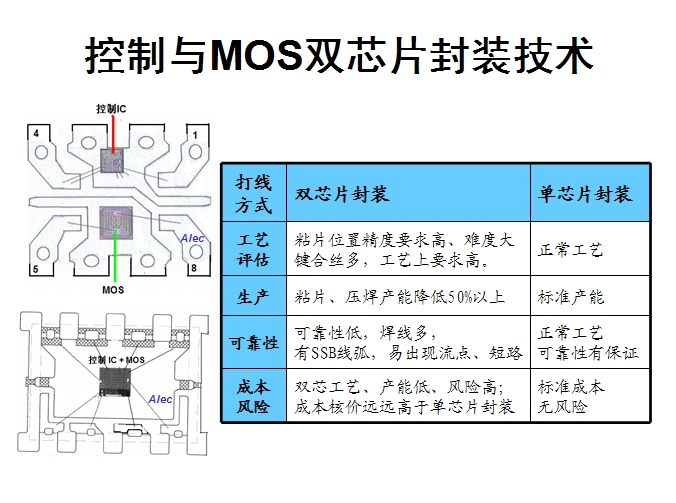 控制与MOS双芯片封装技术
控制IC
4
1
Alec
5
8
MOS
控制 IC + MOS
Alec
打线
方式
双芯片封装
单芯片封装
工艺
评估
粘片位置精度要求高、难度大
键合丝多，工艺上要求高。
正常工艺
生产
粘片、压焊产能降低50%以上
标准产能
可靠性
可靠性低，焊线多，
有SSB线弧，易出现流点、短路
正常工艺
可靠性有保证
成本
风险
双芯工艺、产能低、风险高；
成本核价远远高于单芯片封装
标准成本
无风险